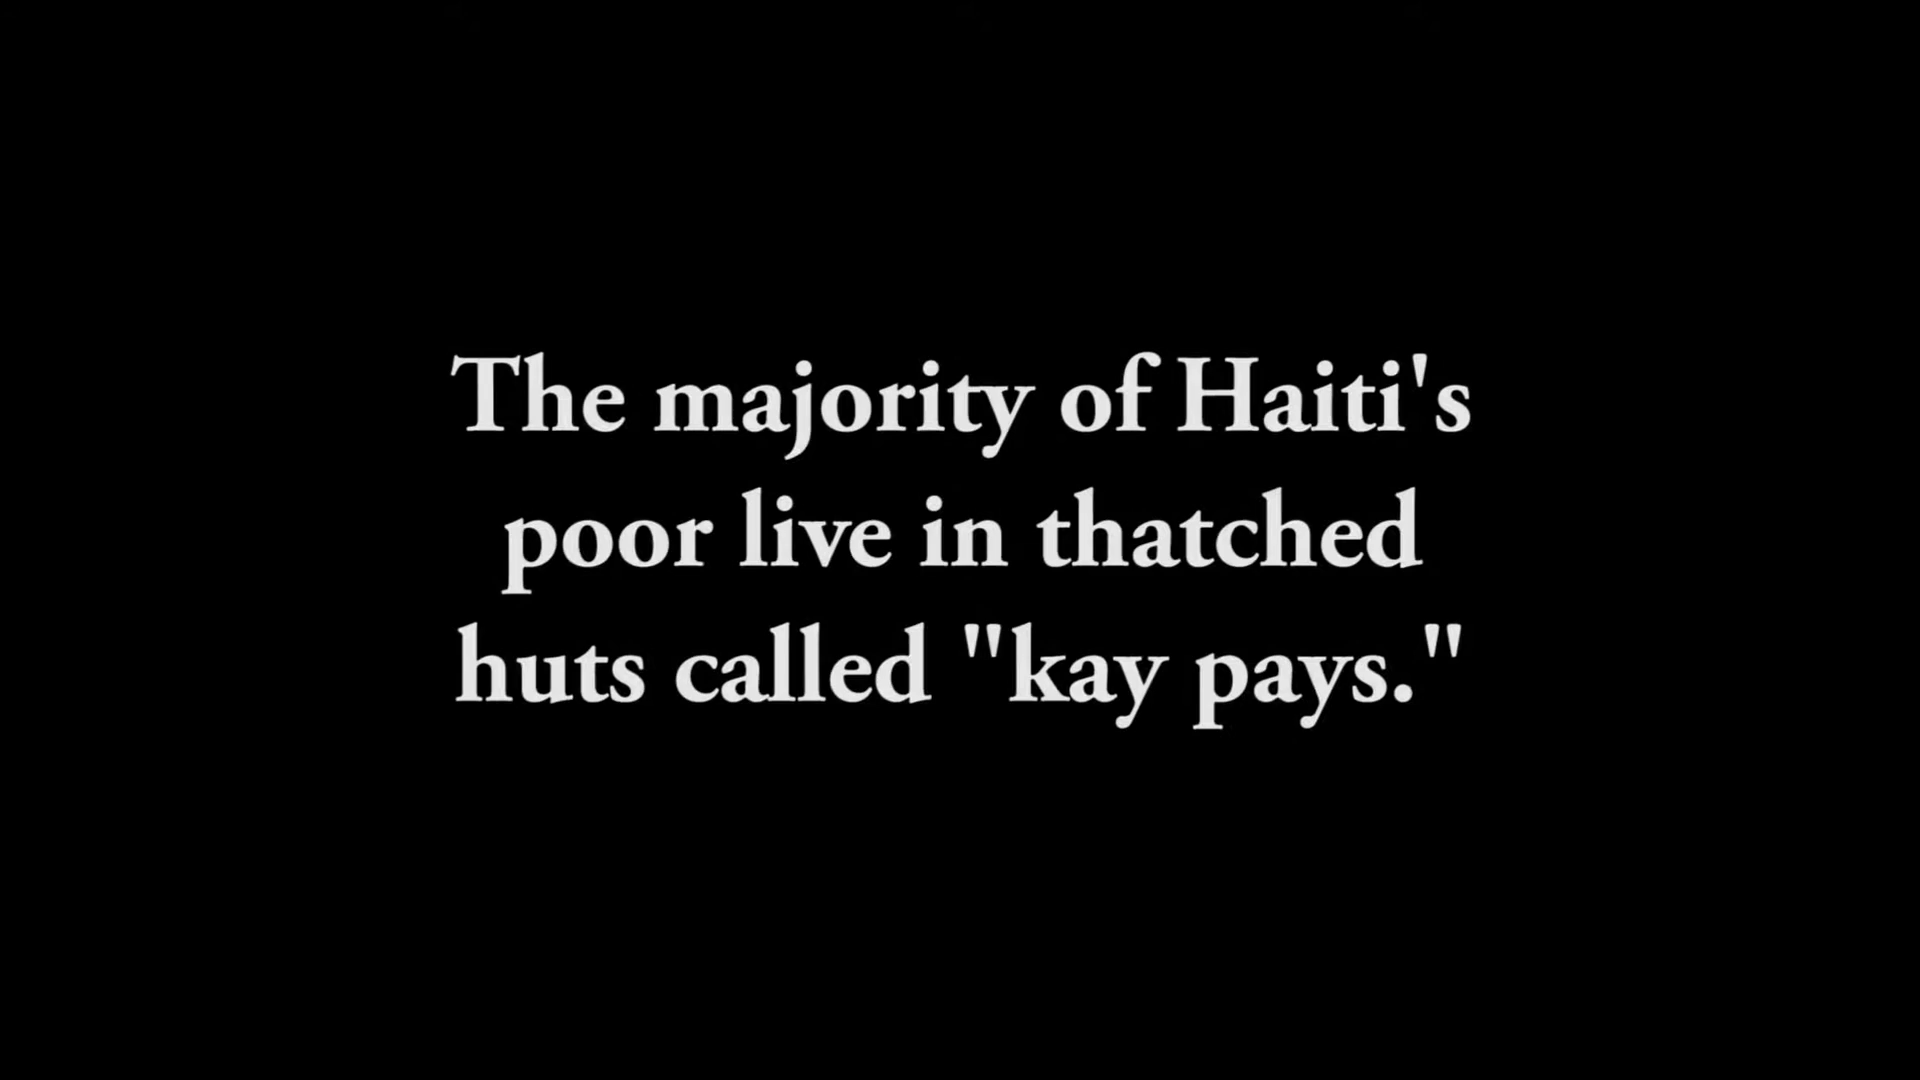 The majority of Haiti's
poor live in thatched
huts called "kay pays."